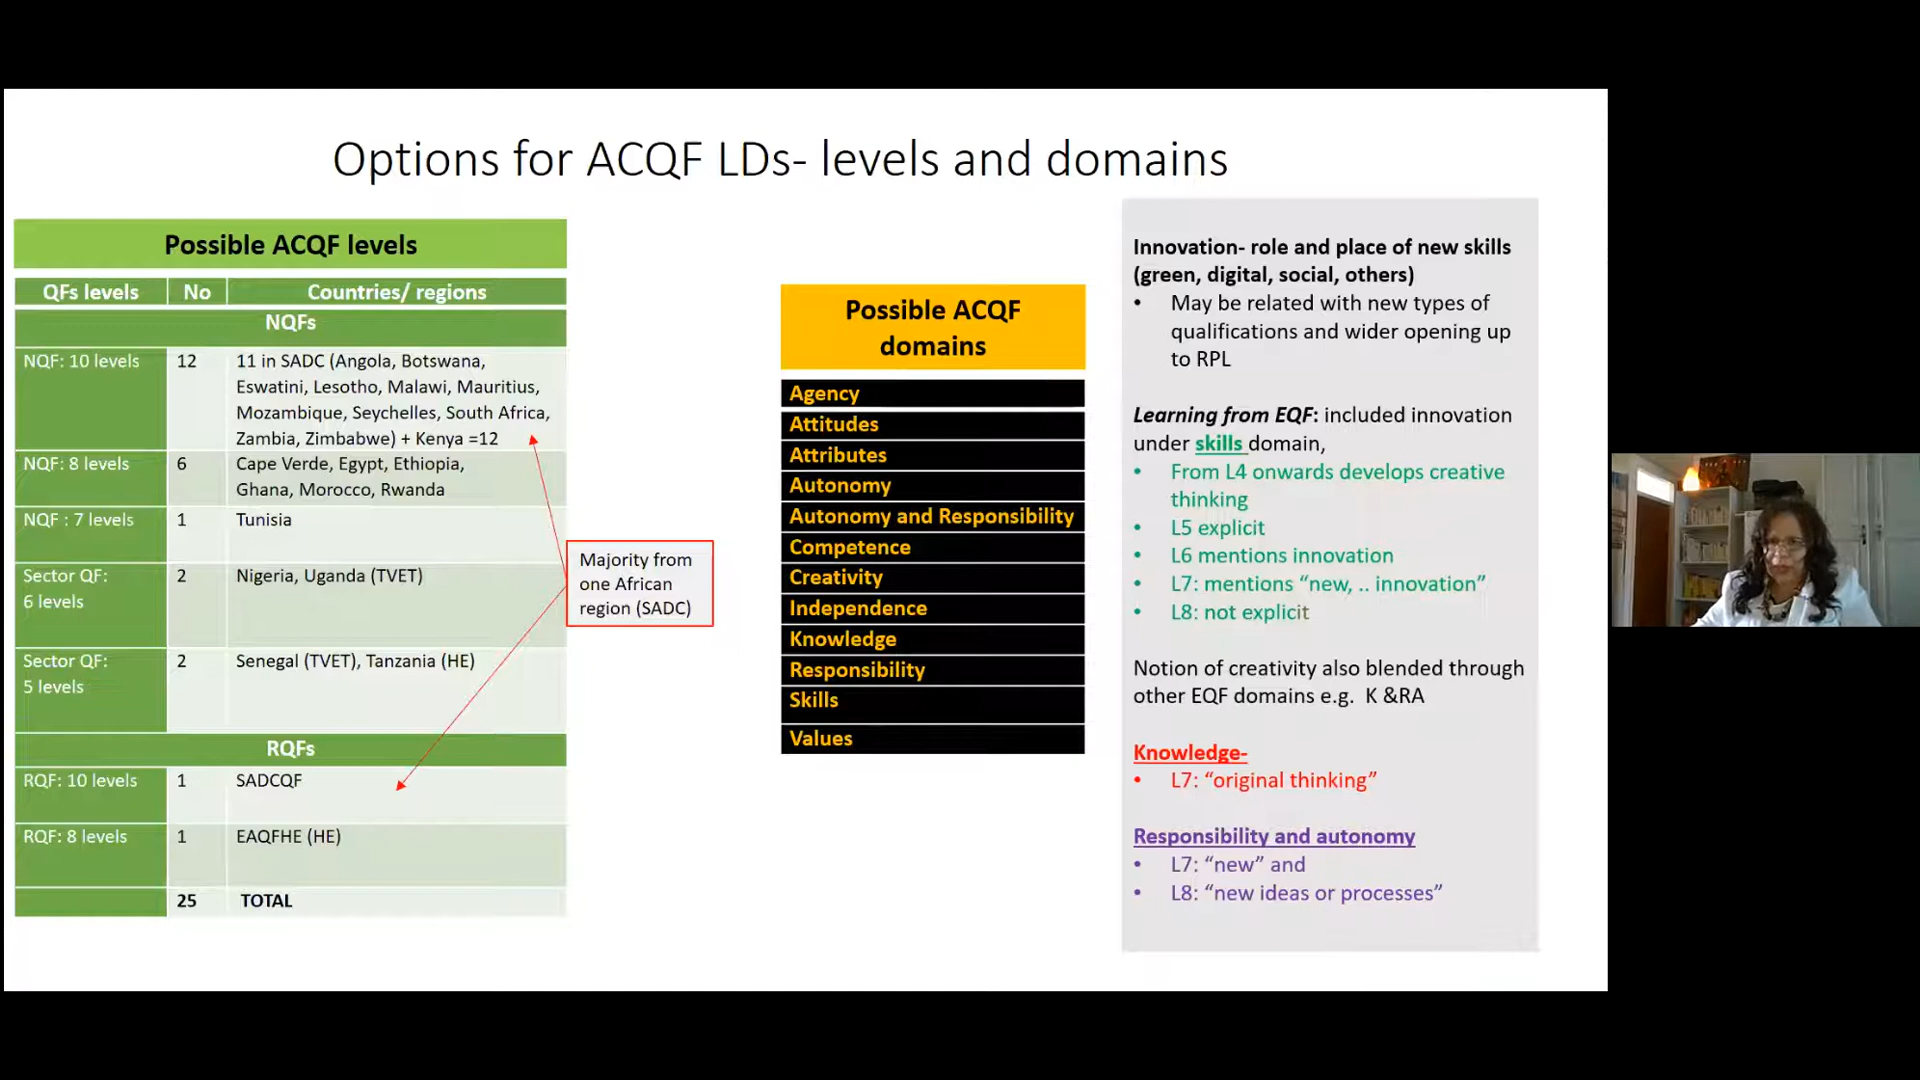 Options for ACQF LDs- levels and domains
Possible ACQF levels
QFs levels No Countries/ regions
NQFs
NQF: 10 levels 12 11 in SADC (Angola, Botswana,
Eswatini, Lesotho, Malawi, Mauritius,
Mozambique, Seychelles, South Africa,
Zambia, Zimbabwe) + Kenya =12
NQF: 8 levels 6 Cape Verde, Egypt, Ethiopia,
Ghana, Morocco, Rwanda
NQF : 7 levels 1 Tunisia
Sector QF: 2 Nigeria, Uganda (TVET)
6 levels
Sector QF: 2 Senegal (TVET), Tanzania (HE)
5 levels
RQFs
RQF: 10 levels 1 SADCQF
RQF: 8 levels 1 EAQFHE (HE)
25 TOTAL
Majority from
one African
region (SADC)
Possible ACQF
domains
Agency
Attitudes
Attributes
Autonomy
Autonomy and Responsibility
Competence
Creativity
Independence
Knowledge
Responsibility
Skills
Values
Innovation- role and place of new skills
(green, digital, social, others)
• May be related with new types of
qualifications and wider opening up
to RPL
Learning from EQF: included innovation
under skills domain,
• From L4 onwards develops creative
thinking
• L5 explicit
• L6 mentions innovation
• L7: mentions “new, .. innovation”
• L8: not explicit
Notion of creativity also blended through
other EQF domains e.g. K &RA
Knowledge-
• L7: “original thinking”
Responsibility and autonomy
• L7: “new” and
• L8: “new ideas or processes”